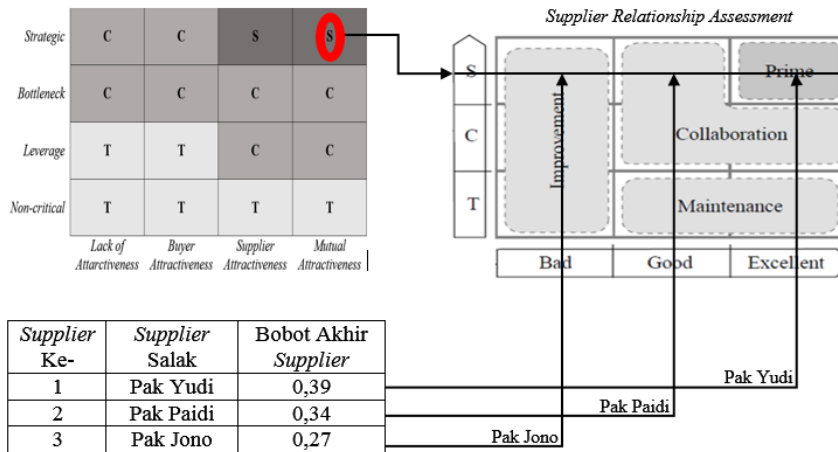 Supplier Relationship Assessment
Strategic C C S S
Bottleneck C C C C
Leverage T T C C
Non-critical T T T T
Lack of Attarctiveness
Buyer Attractiveness
Supplier Attractiveness
Mutual Attractiveness
S
C
T
Improvement
Prime
Collaboration
Maintenance
Bad Good Excellent
Supplier Ke- Supplier Salak Bobot Akhir Supplier
1 Pak Yudi 0,39
2 Pak Paidi 0,34
3 Pak Jono 0,27
Pak Yudi
Pak Paidi
Pak Jono